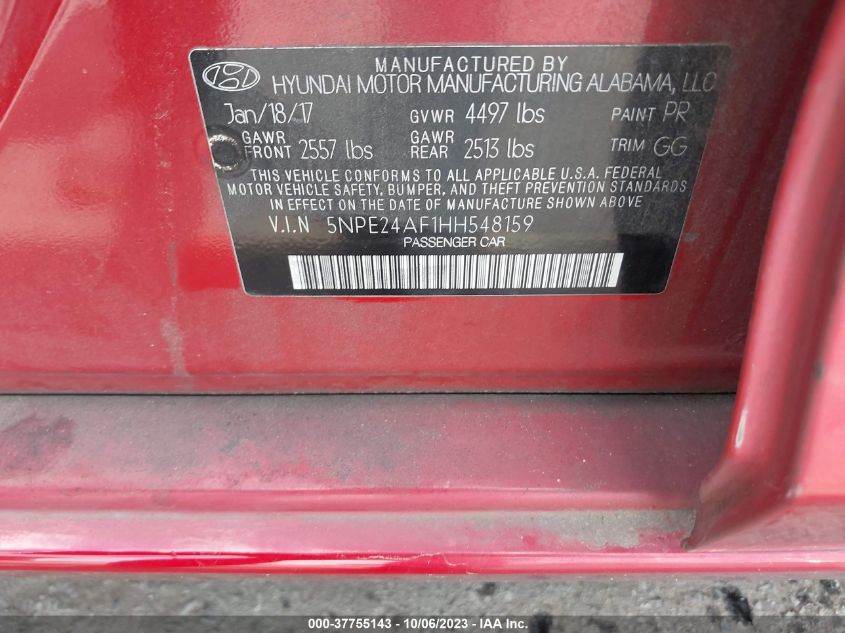 MANUFACTURED BY
HYUNDAI MOTOR MANUFACTURING ALABAMA, LLC
Jan/18/17 GVWR 4497 lbs PAINT PR
GAWR FRONT 2557 lbs GAWR REAR 2513 lbs TRIM GG
THIS VEHICLE CONFORMS TO ALL APPLICABLE U.S.A. FEDERAL
MOTOR VEHICLE SAFETY, BUMPER, AND THEFT PREVENTION STANDARDS
IN EFFECT ON THE DATE OF MANUFACTURE SHOWN ABOVE.
V.I.N 5NPE24AF1HH548159
PASSENGER CAR
000-37755143 - 10/06/2023 - IAA Inc.